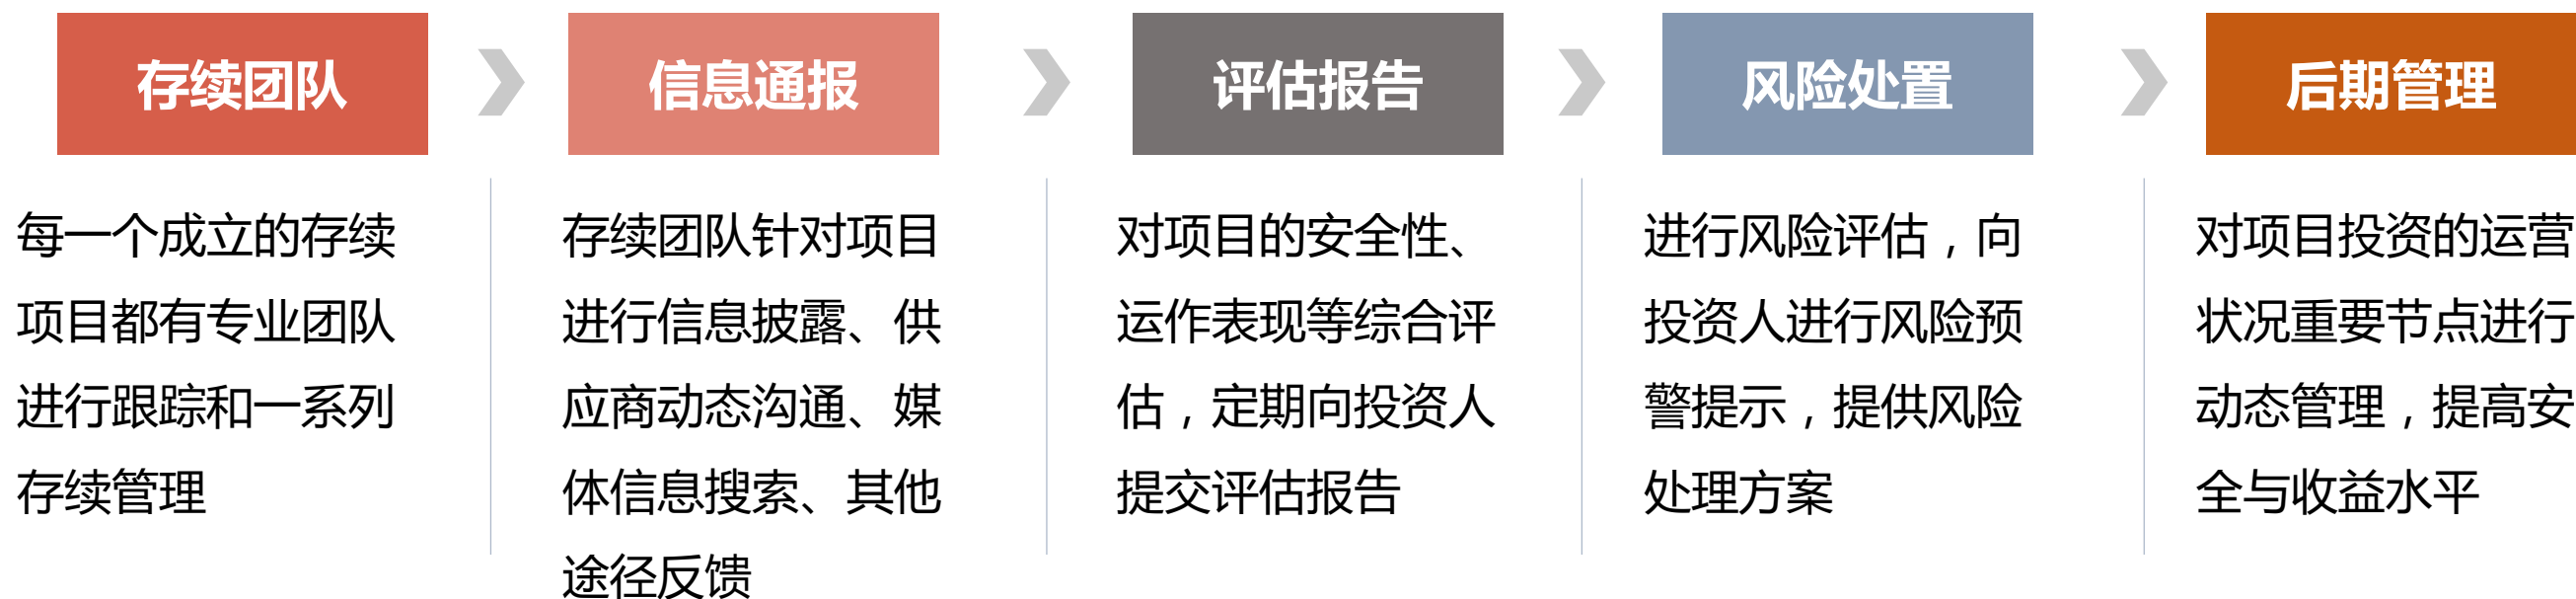 存续团队
每一个成立的存续
项目都有专业团队
进行跟踪和一系列
存续管理
信息通报
存续团队针对项目
进行信息披露、供
应商动态沟通、媒
体信息搜索、其他
途径反馈
评估报告
对项目的安全性、
运作表现等综合评
估，定期向投资人
提交评估报告
风险处置
进行风险评估，向
投资人进行风险预
警提示，提供风险
处理方案
后期管理
对项目投资的运营
状况重要节点进行
动态管理，提高安
全与收益水平